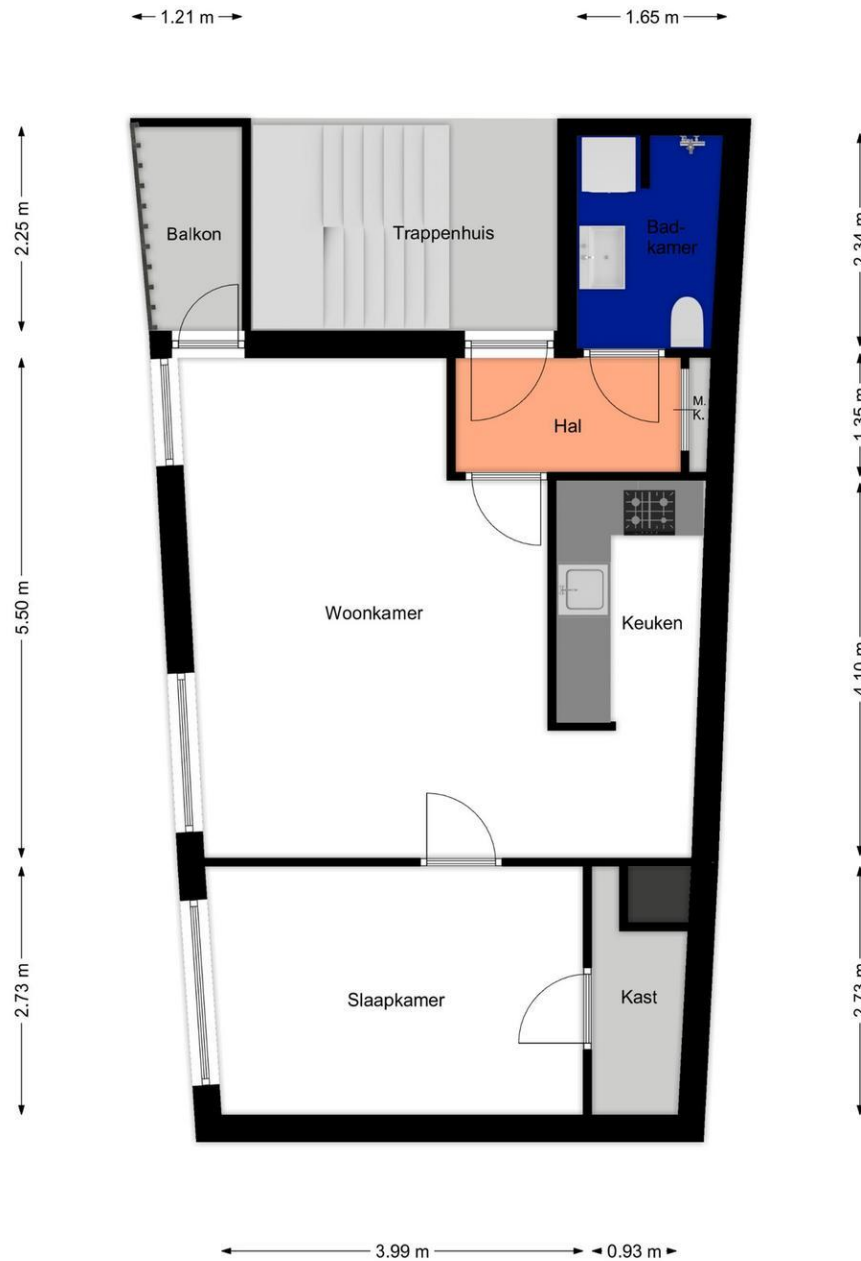 1.21 m
1.65 m
2.25 m
2.34 m
Balkon
Trappenhuis
Bad-
kamer
1.35 m
M.
K.
Hal
5.50 m
4.10 m
Woonkamer
Keuken
2.73 m
2.73 m
Slaapkamer
Kast
3.99 m
0.93 m